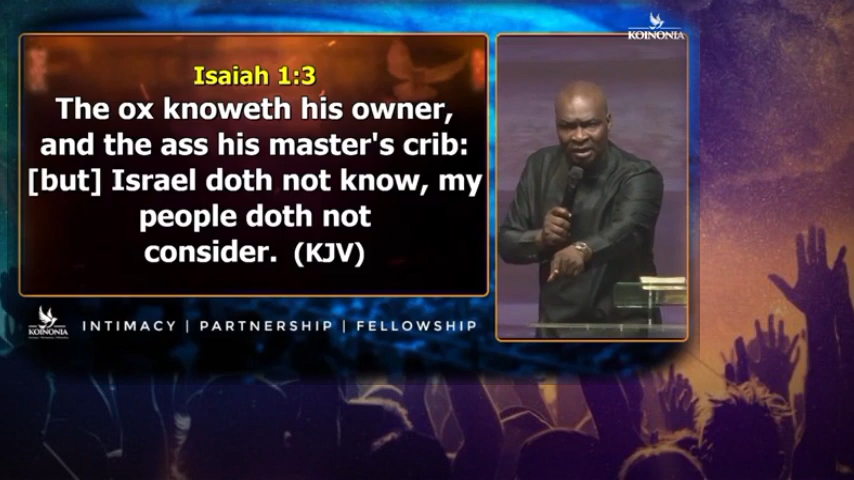 KOINONIA
Isaiah 1:3
The ox knoweth his owner,
and the ass his master's crib:
[but] Israel doth not know, my
people doth not
consider. (KJV)
KOINONIA
INTIMACY | PARTNERSHIP | FELLOWSHIP